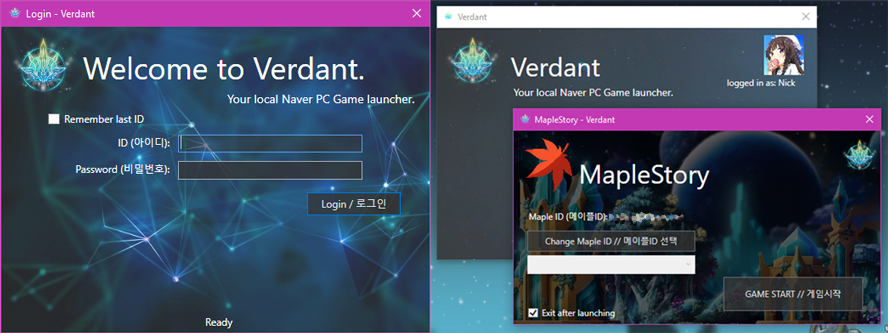 Login - Verdant
Welcome to Verdant.
Your local Naver PC Game launcher.
Remember last ID
ID (아이디):
Password (비밀번호):
Login / 로그인
Ready
Verdant
Verdant
Your local Naver PC Game launcher.
logged in as: Nick
MapleStory - Verdant
MapleStory
Maple ID (메이플ID):
Change Maple ID // 메이플ID 선택
GAME START // 게임시작
Exit after launching